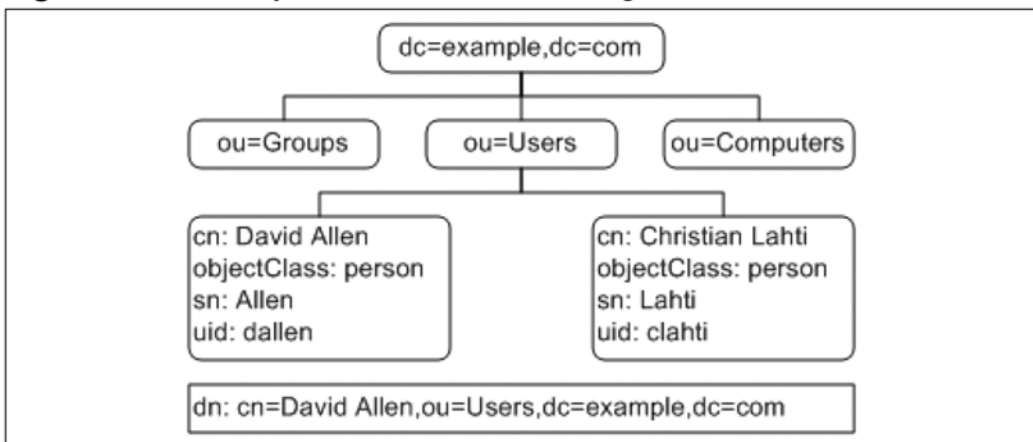 dc=example,dc=com
ou=Groups
ou=Users
ou=Computers
cn: David Allen
objectClass: person
sn: Allen
uid: dallen
cn: Christian Lahti
objectClass: person
sn: Lahti
uid: clahti
dn: cn=David Allen,ou=Users,dc=example,dc=com